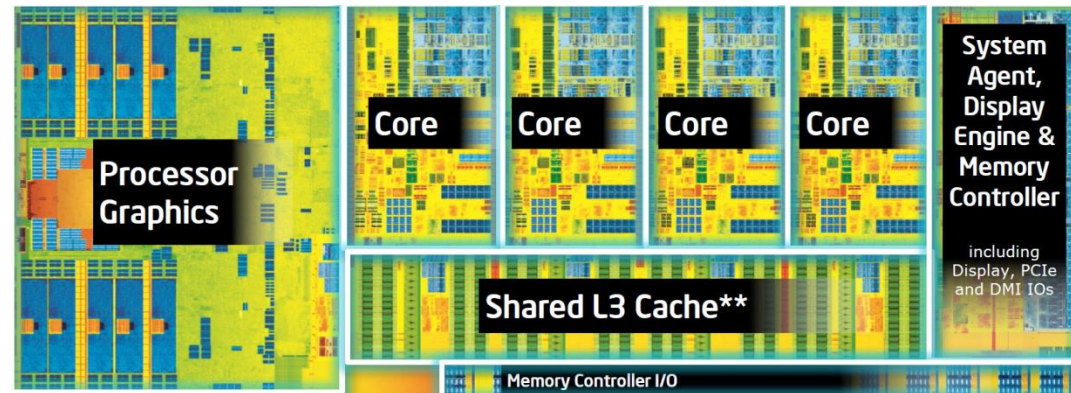 Processor
Graphics
Core
Core
Core
Core
System
Agent,
Display
Engine &
Memory
Controller
including
Display, PCIe
and DMI IOs
Shared L3 Cache**
Memory Controller I/O